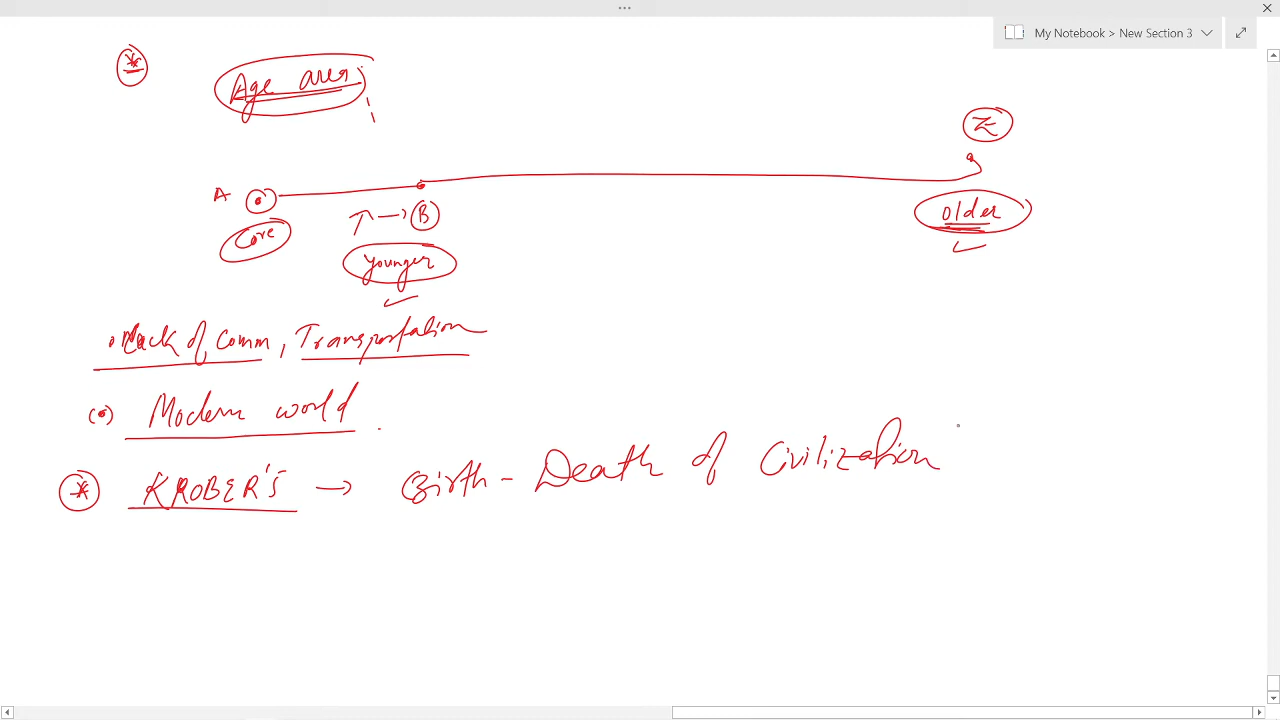 ...
My Notebook > New Section 3
*
Age area
Z
A
Core
↑ → B
older
younger
Lack of Comm, Transportation
Modern world
* KROBER'S → Birth - Death of Civilization